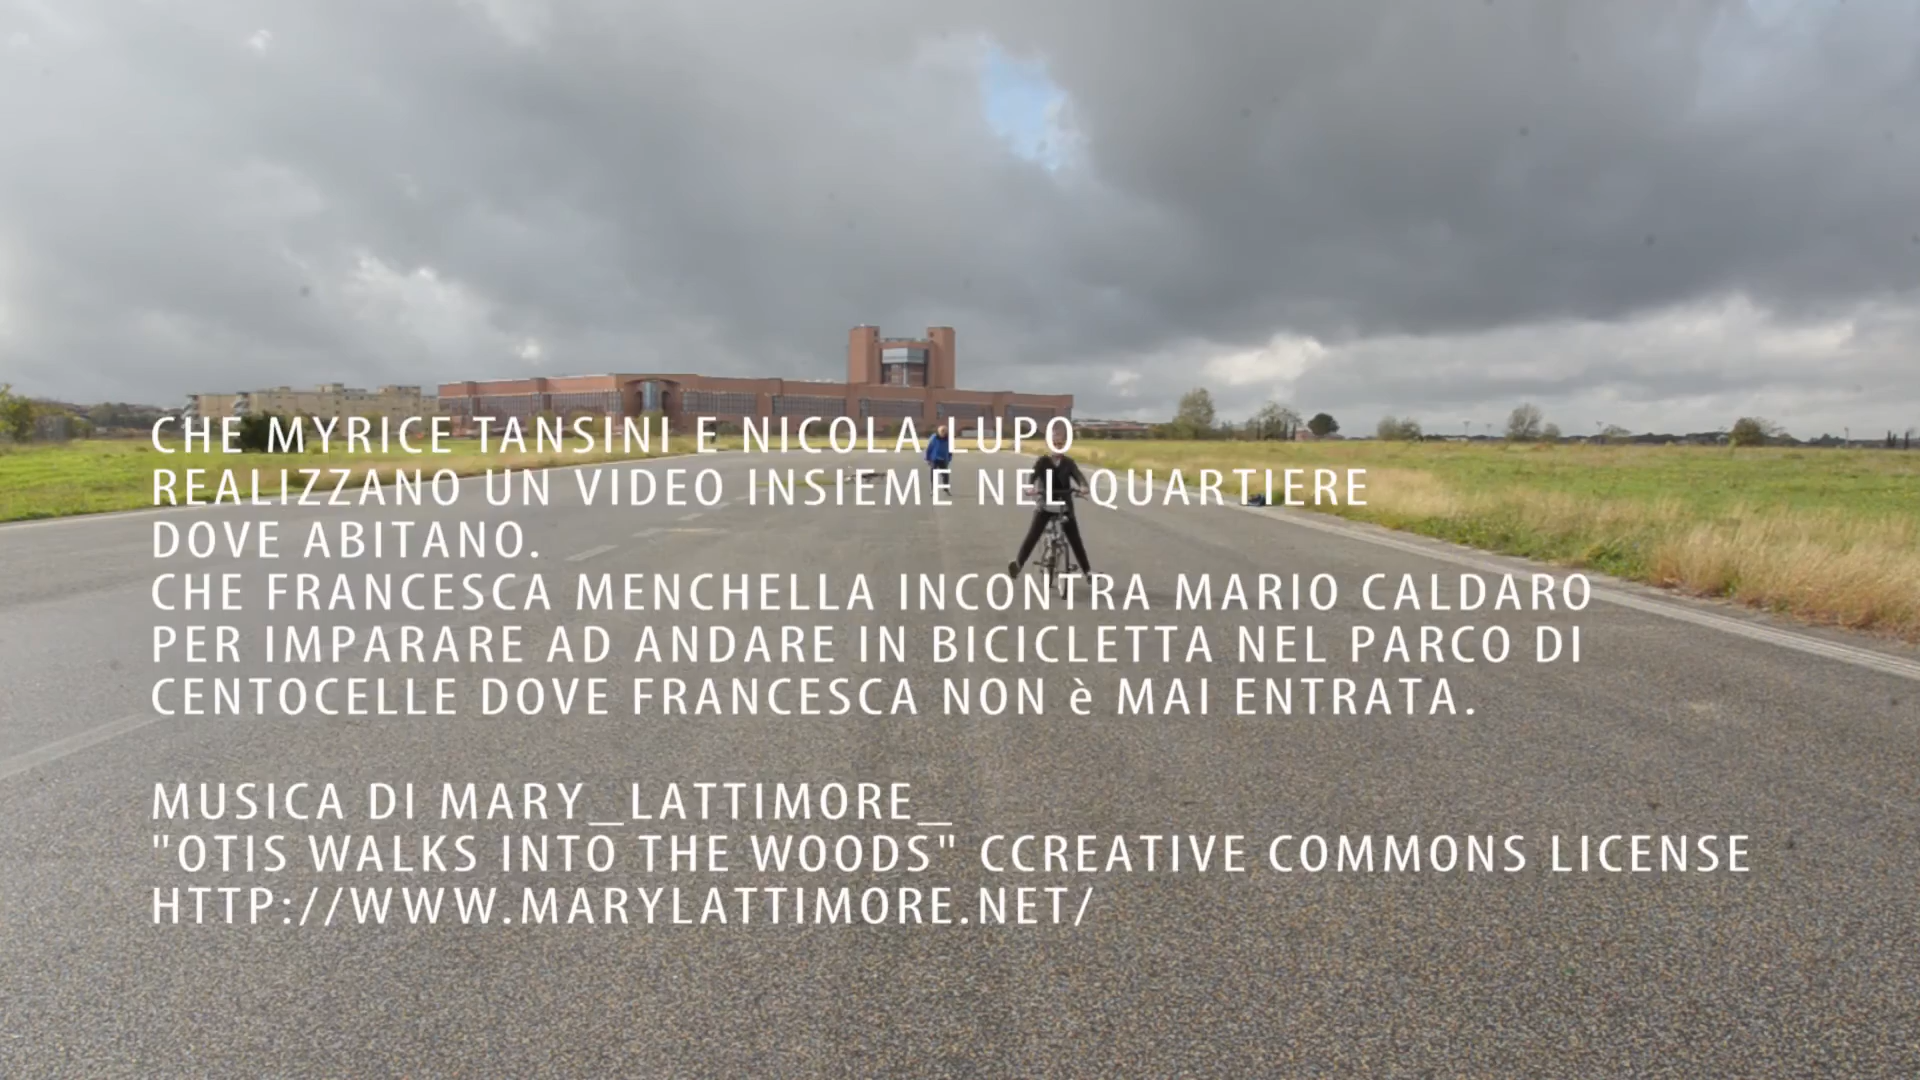 CHE MYRICE TANSINI E NICOLA LUPO
REALIZZANO UN VIDEO INSIEME NEL QUARTIERE
DOVE ABITANO.
CHE FRANCESCA MENCHELLA INCONTRA MARIO CALDARO
PER IMPARARE AD ANDARE IN BICICLETTA NEL PARCO DI
CENTOCELLE DOVE FRANCESCA NON è MAI ENTRATA.
MUSICA DI MARY_LATTIMORE_
"OTIS WALKS INTO THE WOODS" CCREATIVE COMMONS LICENSE
HTTP://WWW.MARYLATTIMORE.NET/